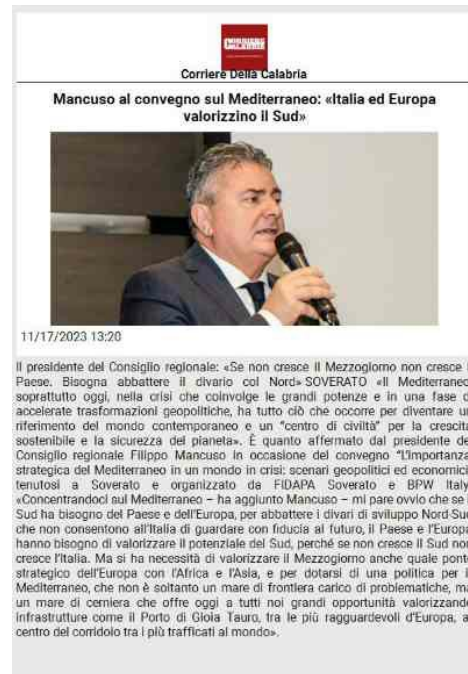 CORRIERE
CALABRIA
Corriere Della Calabria
Mancuso al convegno sul Mediterraneo: «Italia ed Europa
valorizzino il Sud»
11/17/2023 13:20
Il presidente del Consiglio regionale: «Se non cresce il Mezzogiorno non cresce
Paese. Bisogna abbattere il divario col Nord» SOVERATO «Il Mediterraneo
soprattutto oggi, nella crisi che coinvolge le grandi potenze e in una fase d
accelerate trasformazioni geopolitiche, ha tutto ciò che occorre per diventare u
riferimento del mondo contemporaneo e un "centro di civiltà" per la crescita
sostenibile e la sicurezza del pianeta». È quanto affermato dal presidente de
Consiglio regionale Filippo Mancuso in occasione del convegno "L'importanza
strategica del Mediterraneo in un mondo in crisi: scenari geopolitici ed economici
tenutosi a Soverato e organizzato da FIDAPA Soverato e BPW Italy
«Concentrandoci sul Mediterraneo – ha aggiunto Mancuso – mi pare ovvio che se i
Sud ha bisogno del Paese e dell'Europa, per abbattere i divari di sviluppo Nord-Sud
che non consentono all'Italia di guardare con fiducia al futuro, il Paese e l'Europa
hanno bisogno di valorizzare il potenziale del Sud, perché se non cresce il Sud non
cresce l'Italia. Ma si ha necessità di valorizzare il Mezzogiorno anche quale ponte
strategico dell'Europa con l'Africa e l'Asia, e per dotarsi di una politica per i
Mediterraneo, che non è soltanto un mare di frontiera carico di problematiche, ma
un mare di cerniera che offre oggi a tutti noi grandi opportunità valorizzando
infrastrutture come il Porto di Gioia Tauro, tra le più ragguardevoli d'Europa, a
centro del corridoio tra i più trafficati al mondo».